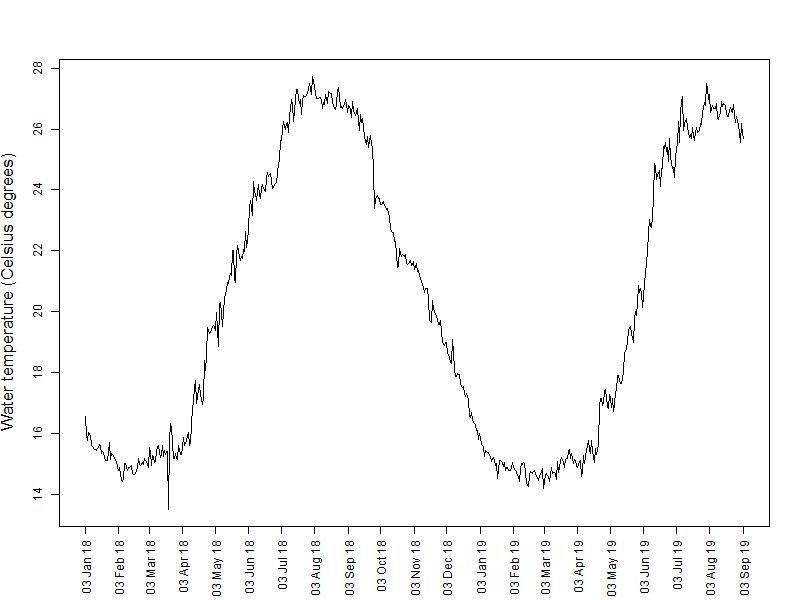 Water temperature (Celsius degrees)
28
26
24
22
20
18
16
14
03 Jan 18
03 Feb 18
03 Mar 18
03 Apr 18
03 May 18
03 Jun 18
03 Jul 18
03 Aug 18
03 Sep 18
03 Oct 18
03 Nov 18
03 Dec 18
03 Jan 19
03 Feb 19
03 Mar 19
03 Apr 19
03 May 19
03 Jun 19
03 Jul 19
03 Aug 19
03 Sep 19